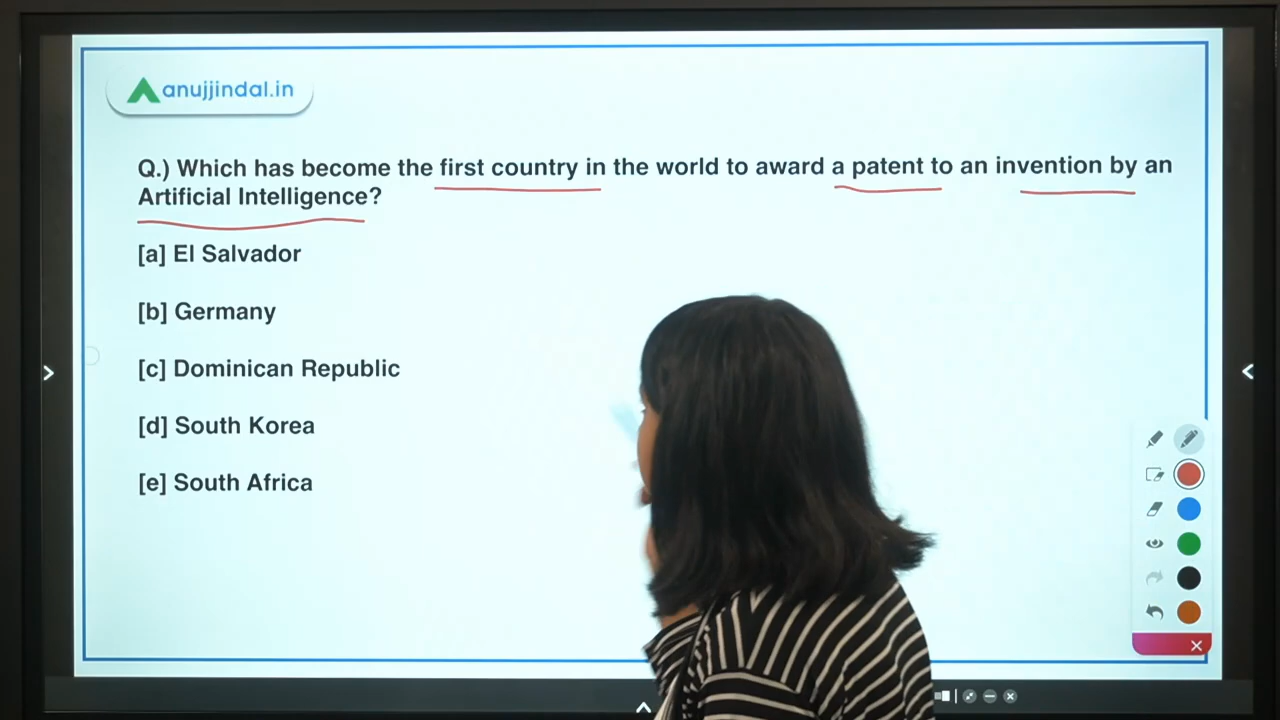 anujjindal.in
Q.) Which has become the first country in the world to award a patent to an invention by an
Artificial Intelligence?
[a] El Salvador
[b] Germany
[c] Dominican Republic
[d] South Korea
[e] South Africa